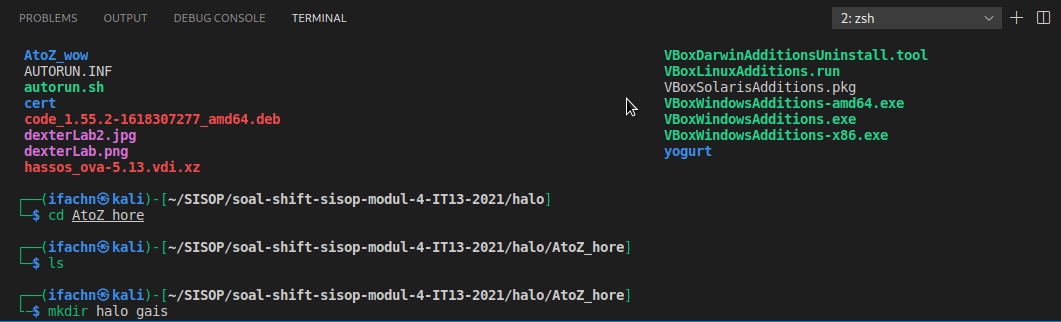 PROBLEMS OUTPUT DEBUG CONSOLE TERMINAL 2: zsh
AtoZ_wow VBoxDarwinAdditionsUninstall.tool
AUTORUN.INF VBoxLinuxAdditions.run
autorun.sh VBoxSolarisAdditions.pkg
cert VBoxWindowsAdditions-amd64.exe
code_1.55.2-1618307277_amd64.deb VBoxWindowsAdditions.exe
dexterLab2.jpg VBoxWindowsAdditions-x86.exe
dexterLab.png yogurt
hassos_ova-5.13.vdi.xz
┌──(ifachn㉿kali)-[~/SISOP/soal-shift-sisop-modul-4-IT13-2021/halo]
└─$ cd AtoZ_hore
┌──(ifachn㉿kali)-[~/SISOP/soal-shift-sisop-modul-4-IT13-2021/halo/AtoZ_hore]
└─$ ls
┌──(ifachn㉿kali)-[~/SISOP/soal-shift-sisop-modul-4-IT13-2021/halo/AtoZ_hore]
└─$ mkdir halo gais